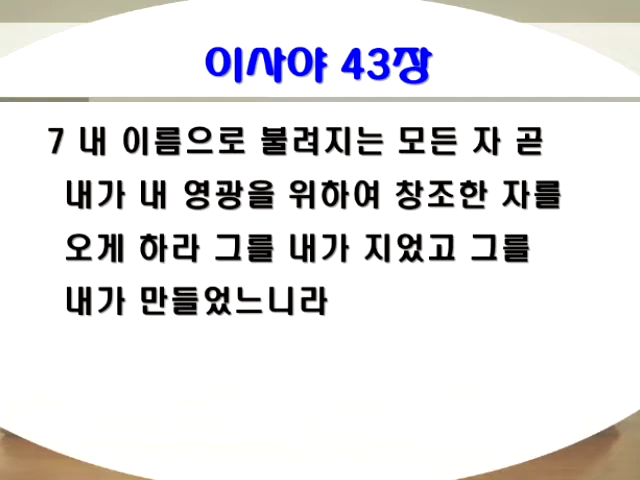 이사야 43장
7 내 이름으로 불려지는 모든 자 곧
내가 내 영광을 위하여 창조한 자를
오게 하라 그를 내가 지었고 그를
내가 만들었느니라